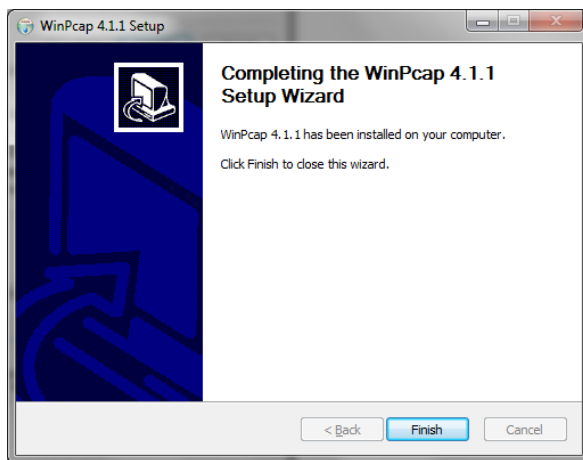 WinPcap 4.1.1 Setup
Completing the WinPcap 4.1.1
Setup Wizard
WinPcap 4.1.1 has been installed on your computer.
Click Finish to close this wizard.
< Back
Finish
Cancel